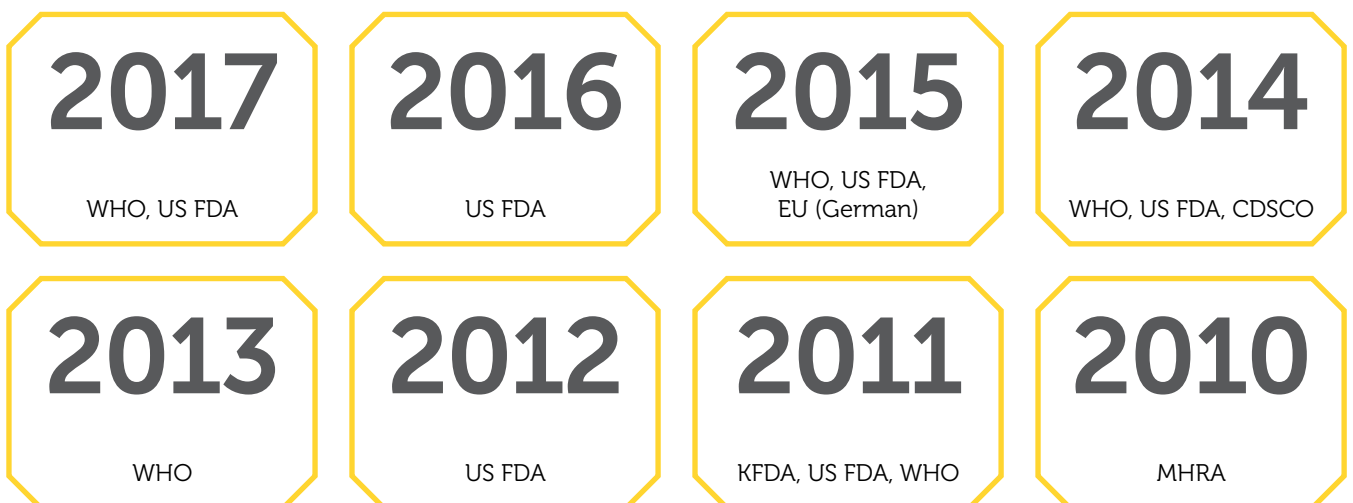 2017
WHO, US FDA
2016
US FDA
2015
WHO, US FDA,
EU (German)
2014
WHO, US FDA, CDSCO
2013
WHO
2012
US FDA
2011
KFDA, US FDA, WHO
2010
MHRA